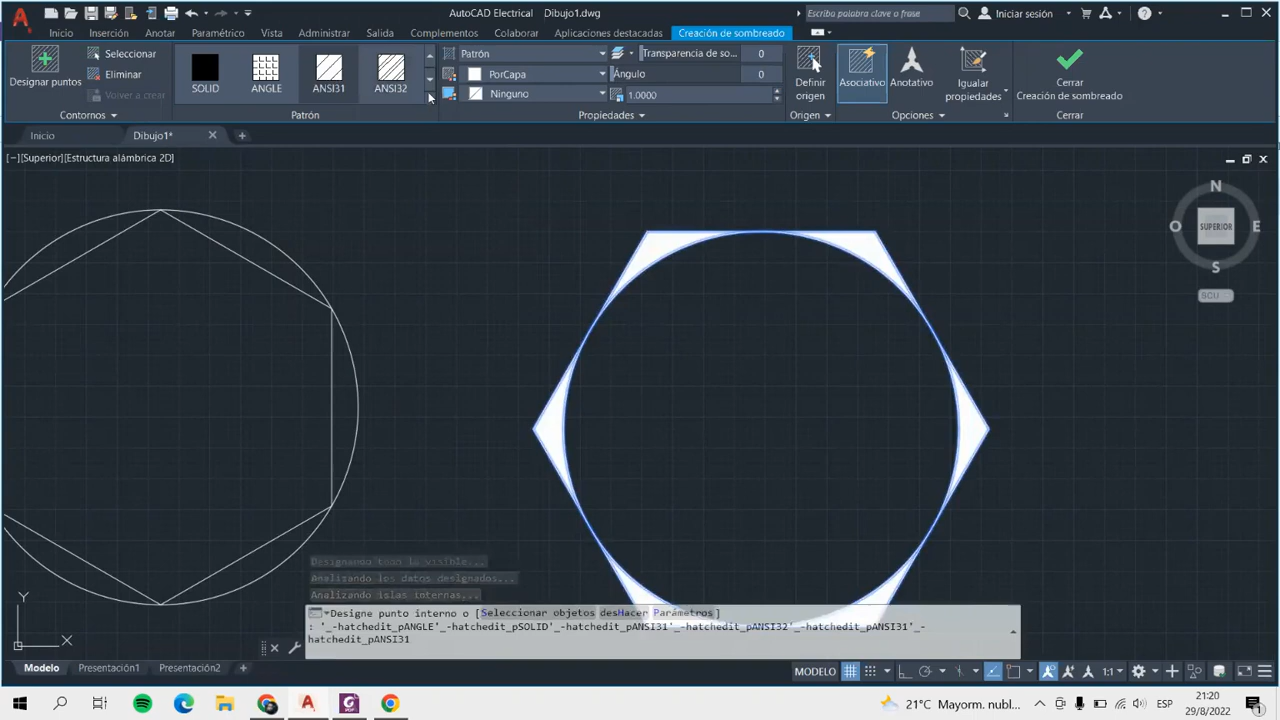 AutoCAD Electrical Dibujo1.dwg
Escriba palabra clave o frase
Iniciar sesión
Inicio Inserción Anotar Paramétrico Vista Administrar Salida Complementos Colaborar Aplicaciones destacadas Creación de sombreado
Designar puntos
Seleccionar
Eliminar
Volver a crear
Contornos
SOLID
ANGLE
ANSI31
ANSI32
Patrón
Patrón
PorCapa
Ninguno
Transparencia de so... 0
Ángulo 0
1.0000
Propiedades
Definir
origen
Origen
Asociativo
Anotativo
Igualar
propiedades
Opciones
Cerrar
Creación de sombreado
Cerrar
Inicio Dibujo1*
[−][Superior][Estructura alámbrica 2D]
N
O SUPERIOR E
S
SCU
Designando todo lo visible...
Analizando los datos designados...
Analizando islas internas...
Designe punto interno o [Seleccionar objetos desHacer Parámetros]
: '_-hatchedit_pANGLE'_-hatchedit_pSOLID'_-hatchedit_pANSI31'_-hatchedit_pANSI32'_-hatchedit_pANSI31'_-
hatchedit_pANSI31
Y
X
Modelo Presentación1 Presentación2
MODELO 1:1
21°C Mayorm. nubl...
ESP
21:20
29/8/2022
1